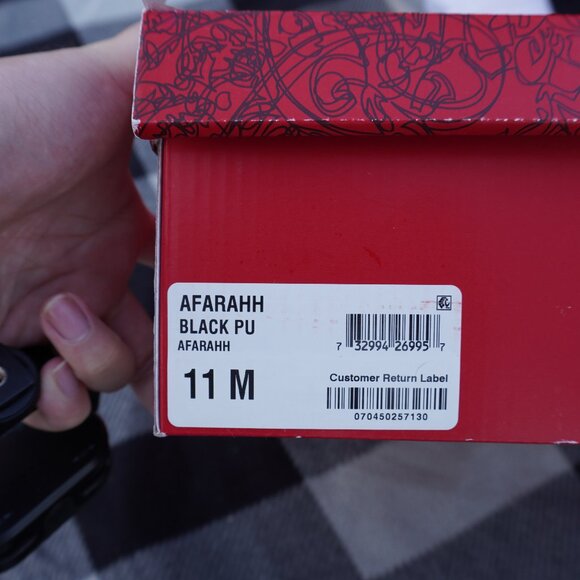 AFARAHH
BLACK PU
AFARAHH
11 M
7 32994 26995 7
Customer Return Label
070450257130